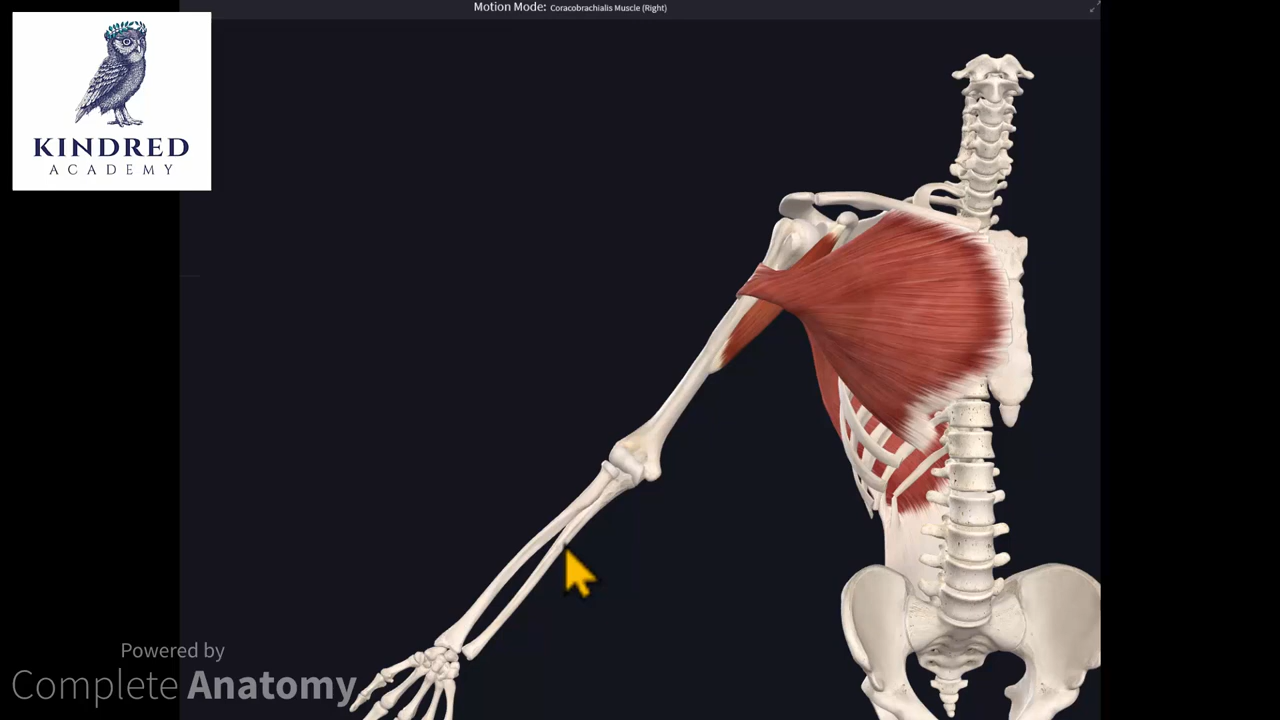 Motion Mode: Coracobrachialis Muscle (Right)
KINDRED
ACADEMY
Powered by
Complete Anatomy